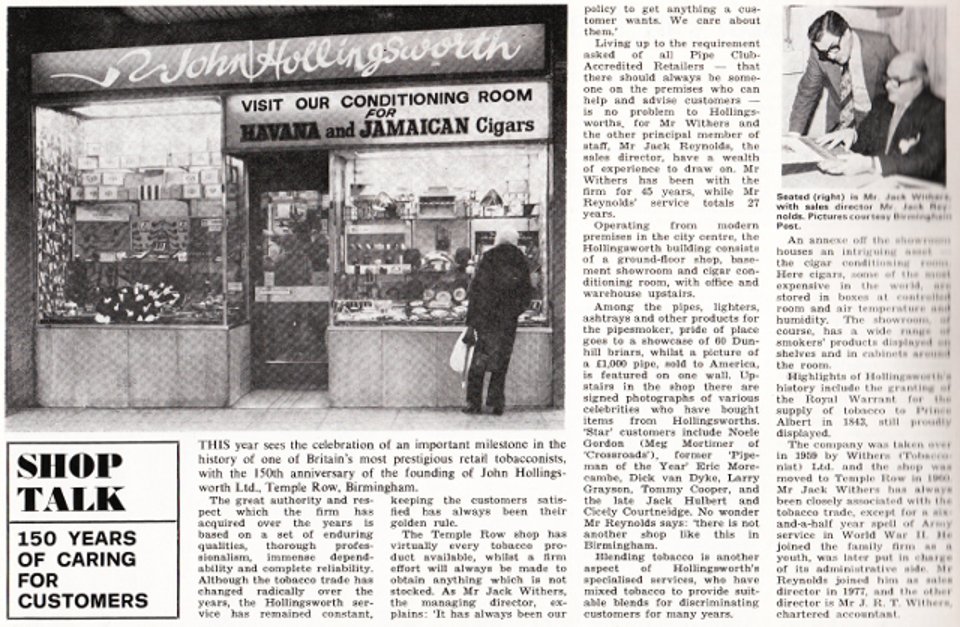 John Hollingsworth
VISIT OUR CONDITIONING ROOM
FOR
HAVANA and JAMAICAN Cigars
SHOP
TALK
150 YEARS
OF CARING
FOR
CUSTOMERS
THIS year sees the celebration of an important milestone in the
history of one of Britain's most prestigious retail tobacconists,
with the 150th anniversary of the founding of John Hollings-
worth Ltd., Temple Row, Birmingham.
The great authority and res-
pect which the firm has
acquired over the years is
based on a set of enduring
qualities, thorough profes-
sionalism, immense depend-
ability and complete reliability.
Although the tobacco trade has
changed radically over the
years, the Hollingsworth ser-
vice has remained constant,
keeping the customers satis-
fied has always been their
golden rule.
The Temple Row shop has
virtually every tobacco pro-
duct available, whilst a firm
effort will always be made to
obtain anything which is not
stocked. As Mr Jack Withers,
the managing director, ex-
plains: 'It has always been our
policy to get anything a cus-
tomer wants. We care about
them.'
Living up to the requirement
asked of all Pipe Club-
Accredited Retailers — that
there should always be some-
one on the premises who can
help and advise customers —
is no problem to Hollings-
worths, for Mr Withers and
the other principal member of
staff, Mr Jack Reynolds, the
sales director, have a wealth
of experience to draw on. Mr
Withers has been with the
firm for 45 years, while Mr
Reynolds' service totals 27
years.
Operating from modern
premises in the city centre, the
Hollingsworth building consists
of a ground-floor shop, base-
ment showroom and cigar con-
ditioning room, with office and
warehouse upstairs.
Among the pipes, lighters,
ashtrays and other products for
the pipesmoker, pride of place
goes to a showcase of 60 Dun-
hill briars, whilst a picture of
a £1,000 pipe, sold to America,
is featured on one wall. Up-
stairs in the shop there are
signed photographs of various
celebrities who have bought
items from Hollingsworths.
'Star' customers include Noele
Gordon (Meg Mortimer of
'Crossroads'), former 'Pipe-
man of the Year' Eric More-
cambe, Dick van Dyke, Larry
Grayson, Tommy Cooper, and
the late Jack Hulbert and
Cicely Courtneidge. No wonder
Mr Reynolds says: 'there is not
another shop like this in
Birmingham.
Blending tobacco is another
aspect of Hollingsworth's
specialised services, who have
mixed tobacco to provide suit-
able blends for discriminating
customers for many years.
Seated (right) is Mr. Jack Withers,
with sales director Mr. Jack Rey-
nolds. Pictures courtesy Birmingham
Post.
An annexe off the showroom
houses an intriguing asset —
the cigar conditioning room.
Here cigars, some of the most
expensive in the world, are
stored in boxes at controlled
room and air temperature and
humidity. The showroom, of
course, has a wide range of
smokers' products displayed on
shelves and in cabinets around
the room.
Highlights of Hollingsworth's
history include the granting of
the Royal Warrant for the
supply of tobacco to Prince
Albert in 1843, still proudly
displayed.
The company was taken over
in 1959 by Withers (Tobacco-
nist) Ltd. and the shop was
moved to Temple Row in 1960.
Mr Jack Withers has always
been closely associated with the
tobacco trade, except for a six-
and-a-half year spell of Army
service in World War II. He
joined the family firm as a
youth, was later put in charge
of its administrative side. Mr
Reynolds joined him as sales
director in 1977, and the other
director is Mr J. R. T. Withers,
chartered accountant.